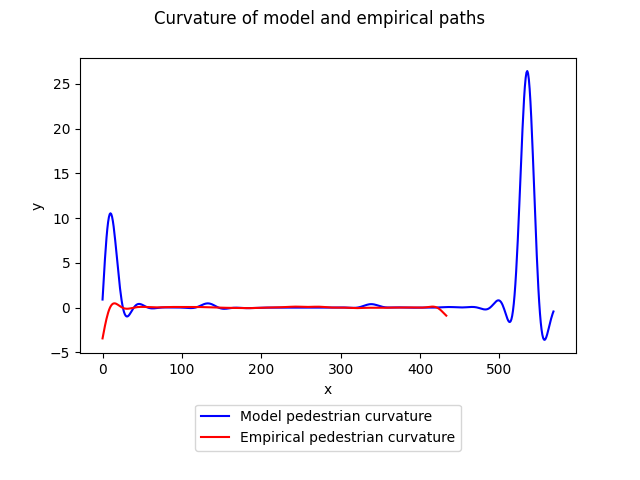 Curvature of model and empirical paths
25
20
15
10
5
0
−5
y
0 100 200 300 400 500
x
Model pedestrian curvature
Empirical pedestrian curvature